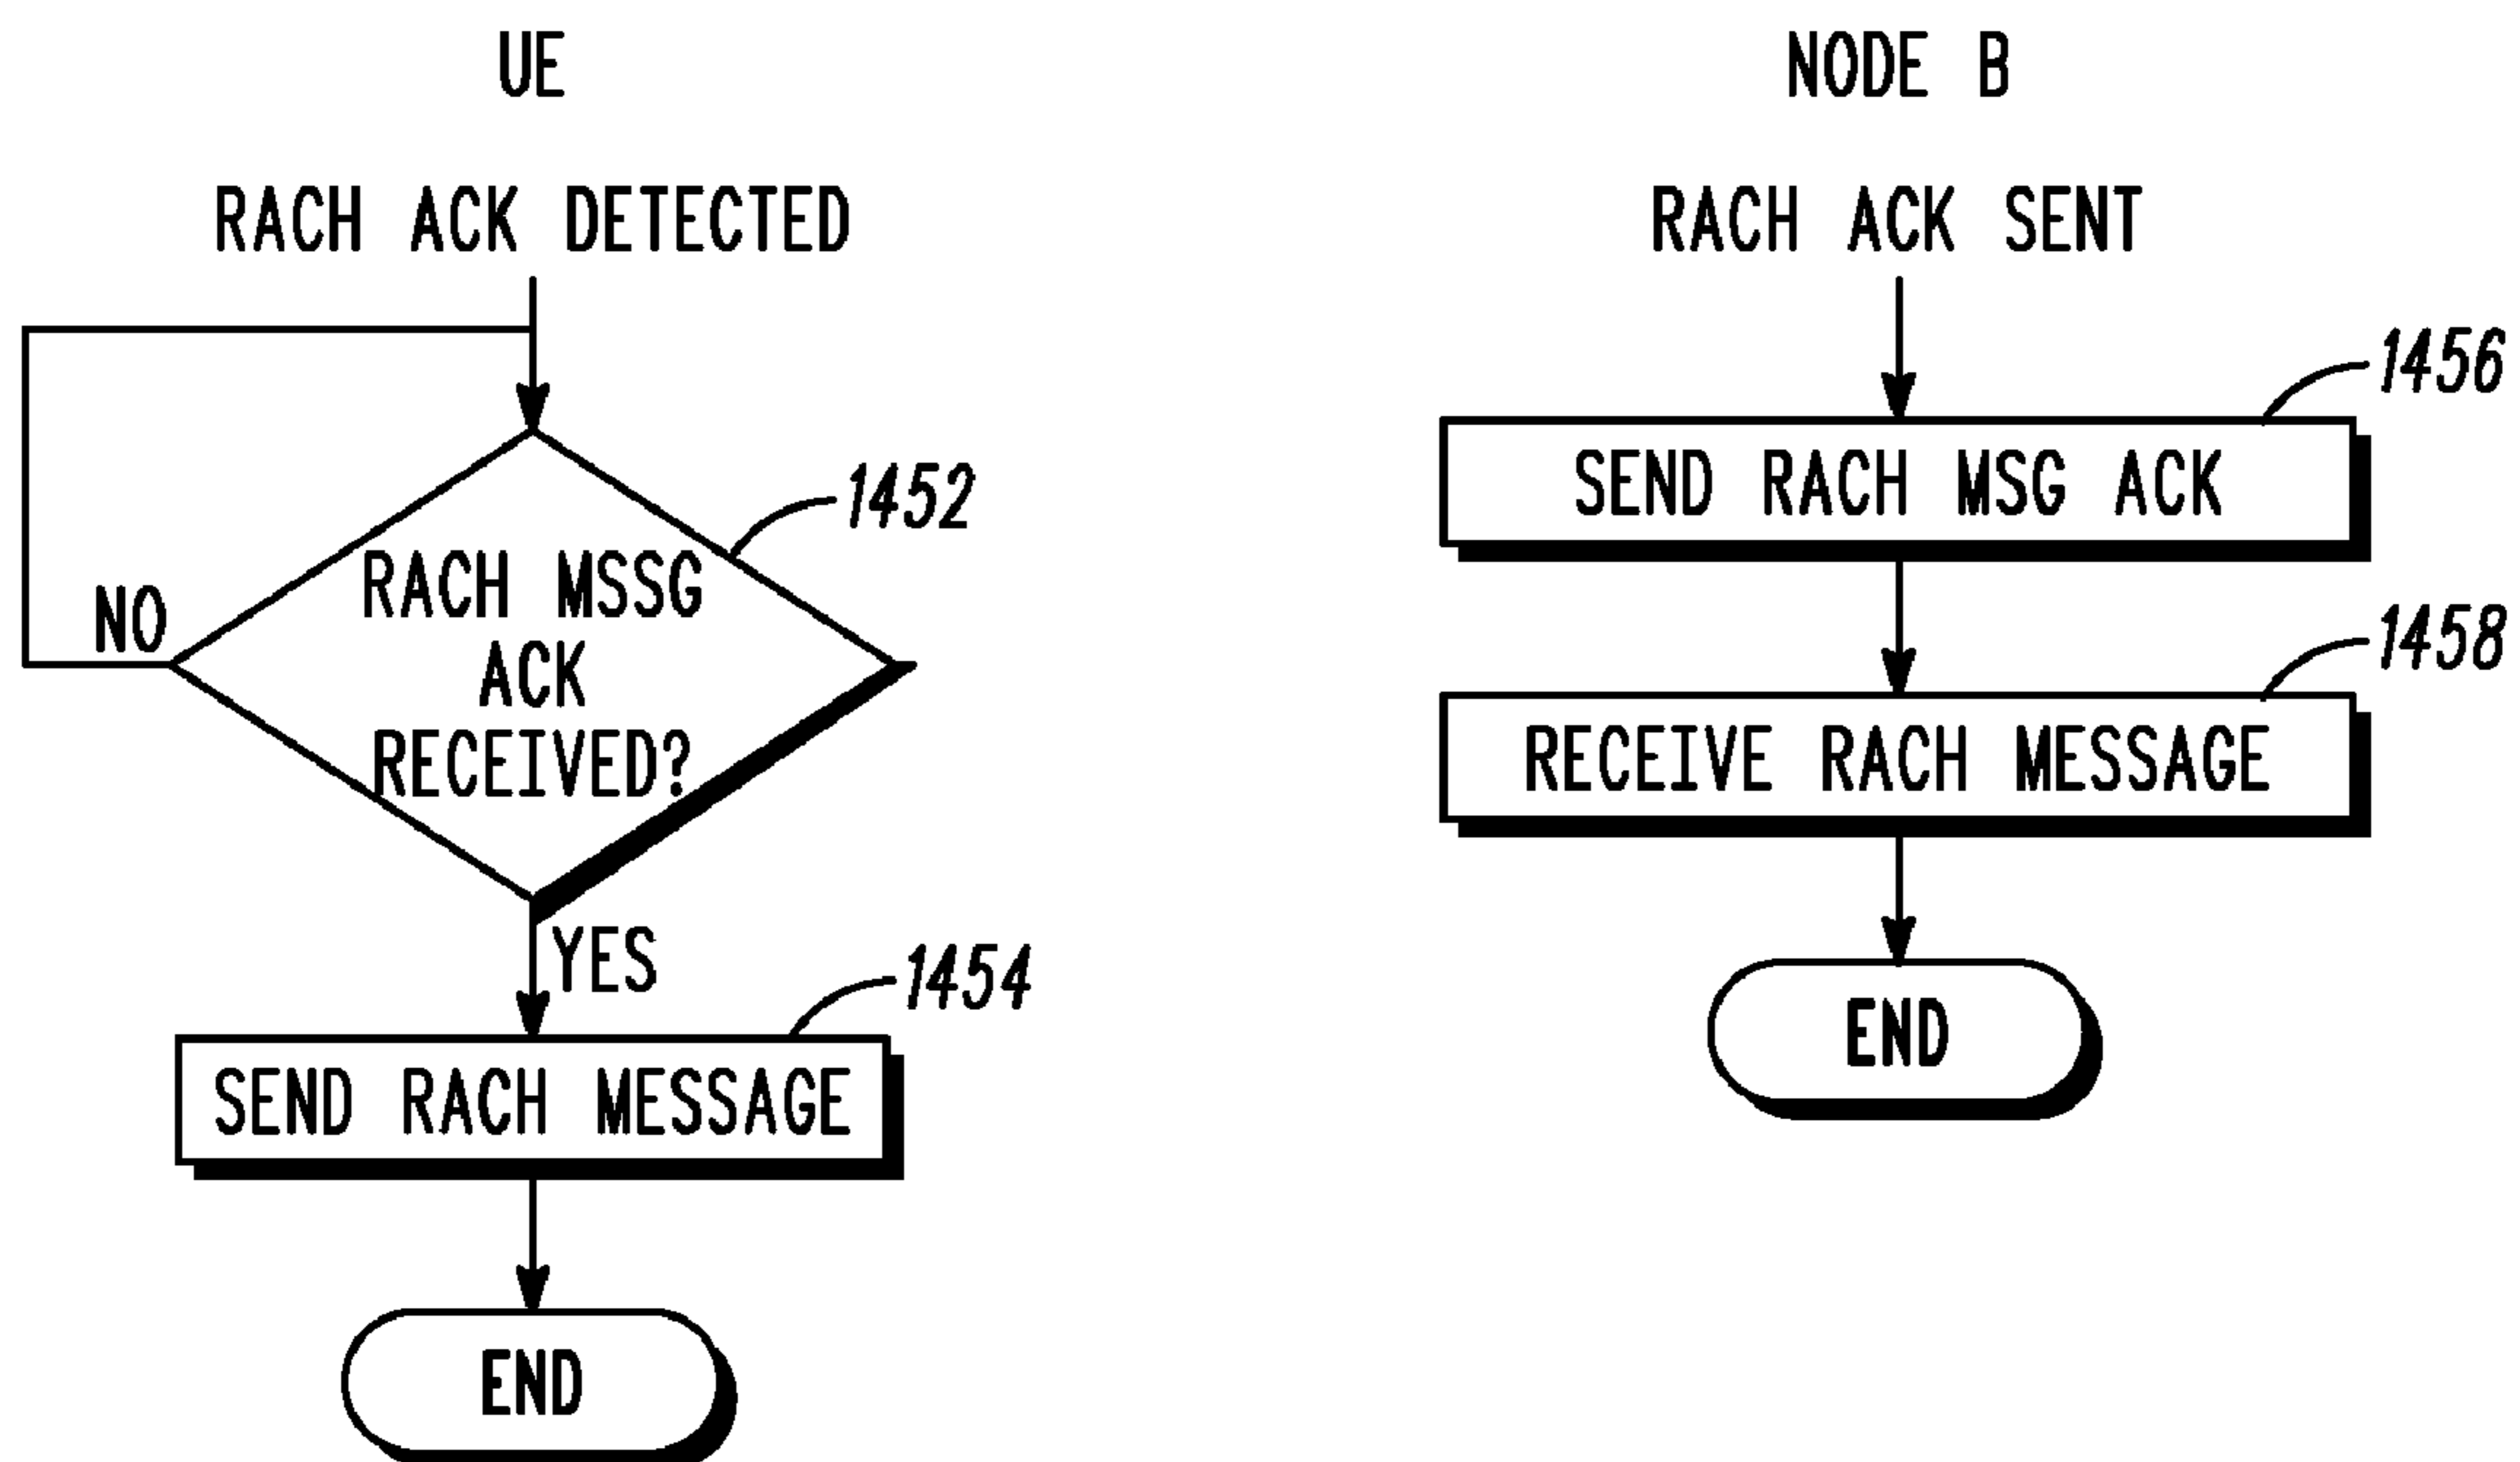 UE
RACH ACK DETECTED
1452
RACH MSSG
ACK
RECEIVED?
NO
YES
1454
SEND RACH MESSAGE
END
NODE B
RACH ACK SENT
1456
SEND RACH MSG ACK
1458
RECEIVE RACH MESSAGE
END